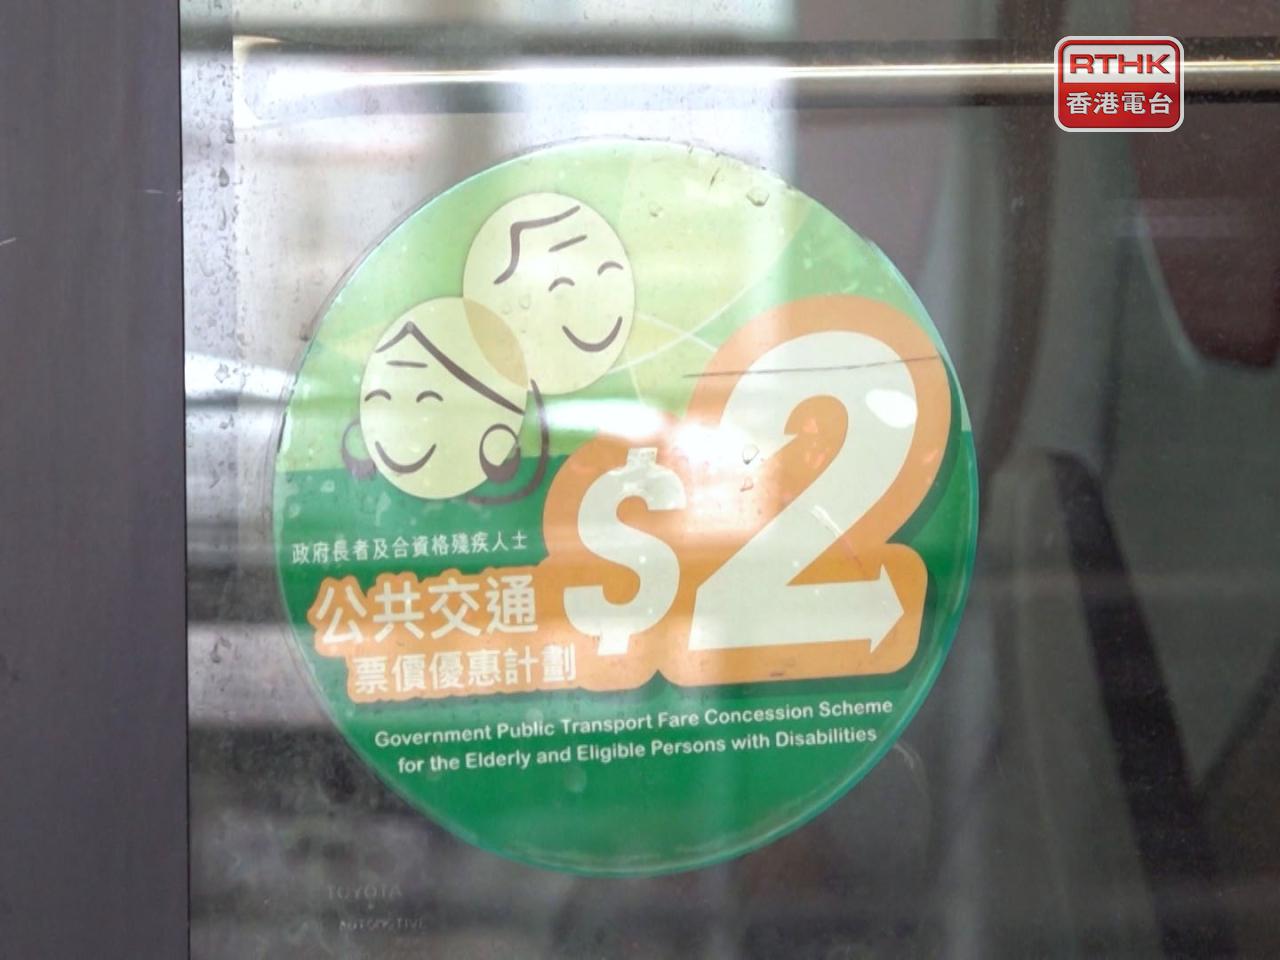 RTHK
香港電台
$2
政府長者及合資格殘疾人士
公共交通
票價優惠計劃
Government Public Transport Fare Concession Scheme
for the Elderly and Eligible Persons with Disabilities
TOYOTA
AUTOMOTIVE